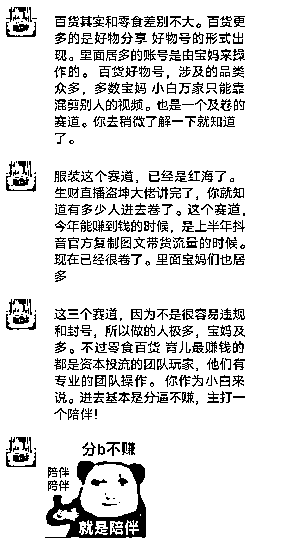 百货其实和零食差别不大。百货更
多的是好物分享 好物号的形式出
现。里面居多的账号是由宝妈来操
作的。 百货好物号，涉及的品类
众多，多数宝妈 小白万家只能靠
混剪别人的视频。也是一个及卷的
赛道。你去稍微了解一下就知道
了。
服装这个赛道，已经是红海了。
生财直播盗坤大佬讲完了，你就知
道有多少人进去卷了。这个赛道，
今年能赚到钱的时候，是上半年抖
音官方复制图文带货流量的时候。
现在已经很卷了。里面宝妈们也居
多
这三个赛道，因为不是很容易违规
和封号，所以做的人极多，宝妈及
多。不过零食百货 育儿最赚钱的
都是资本投流的团队玩家，他们有
专业的团队操作。 你作为小白来
说。进去基本是分逼不赚，主打一
个陪伴！
分b不赚
陪伴
陪伴
就是陪伴